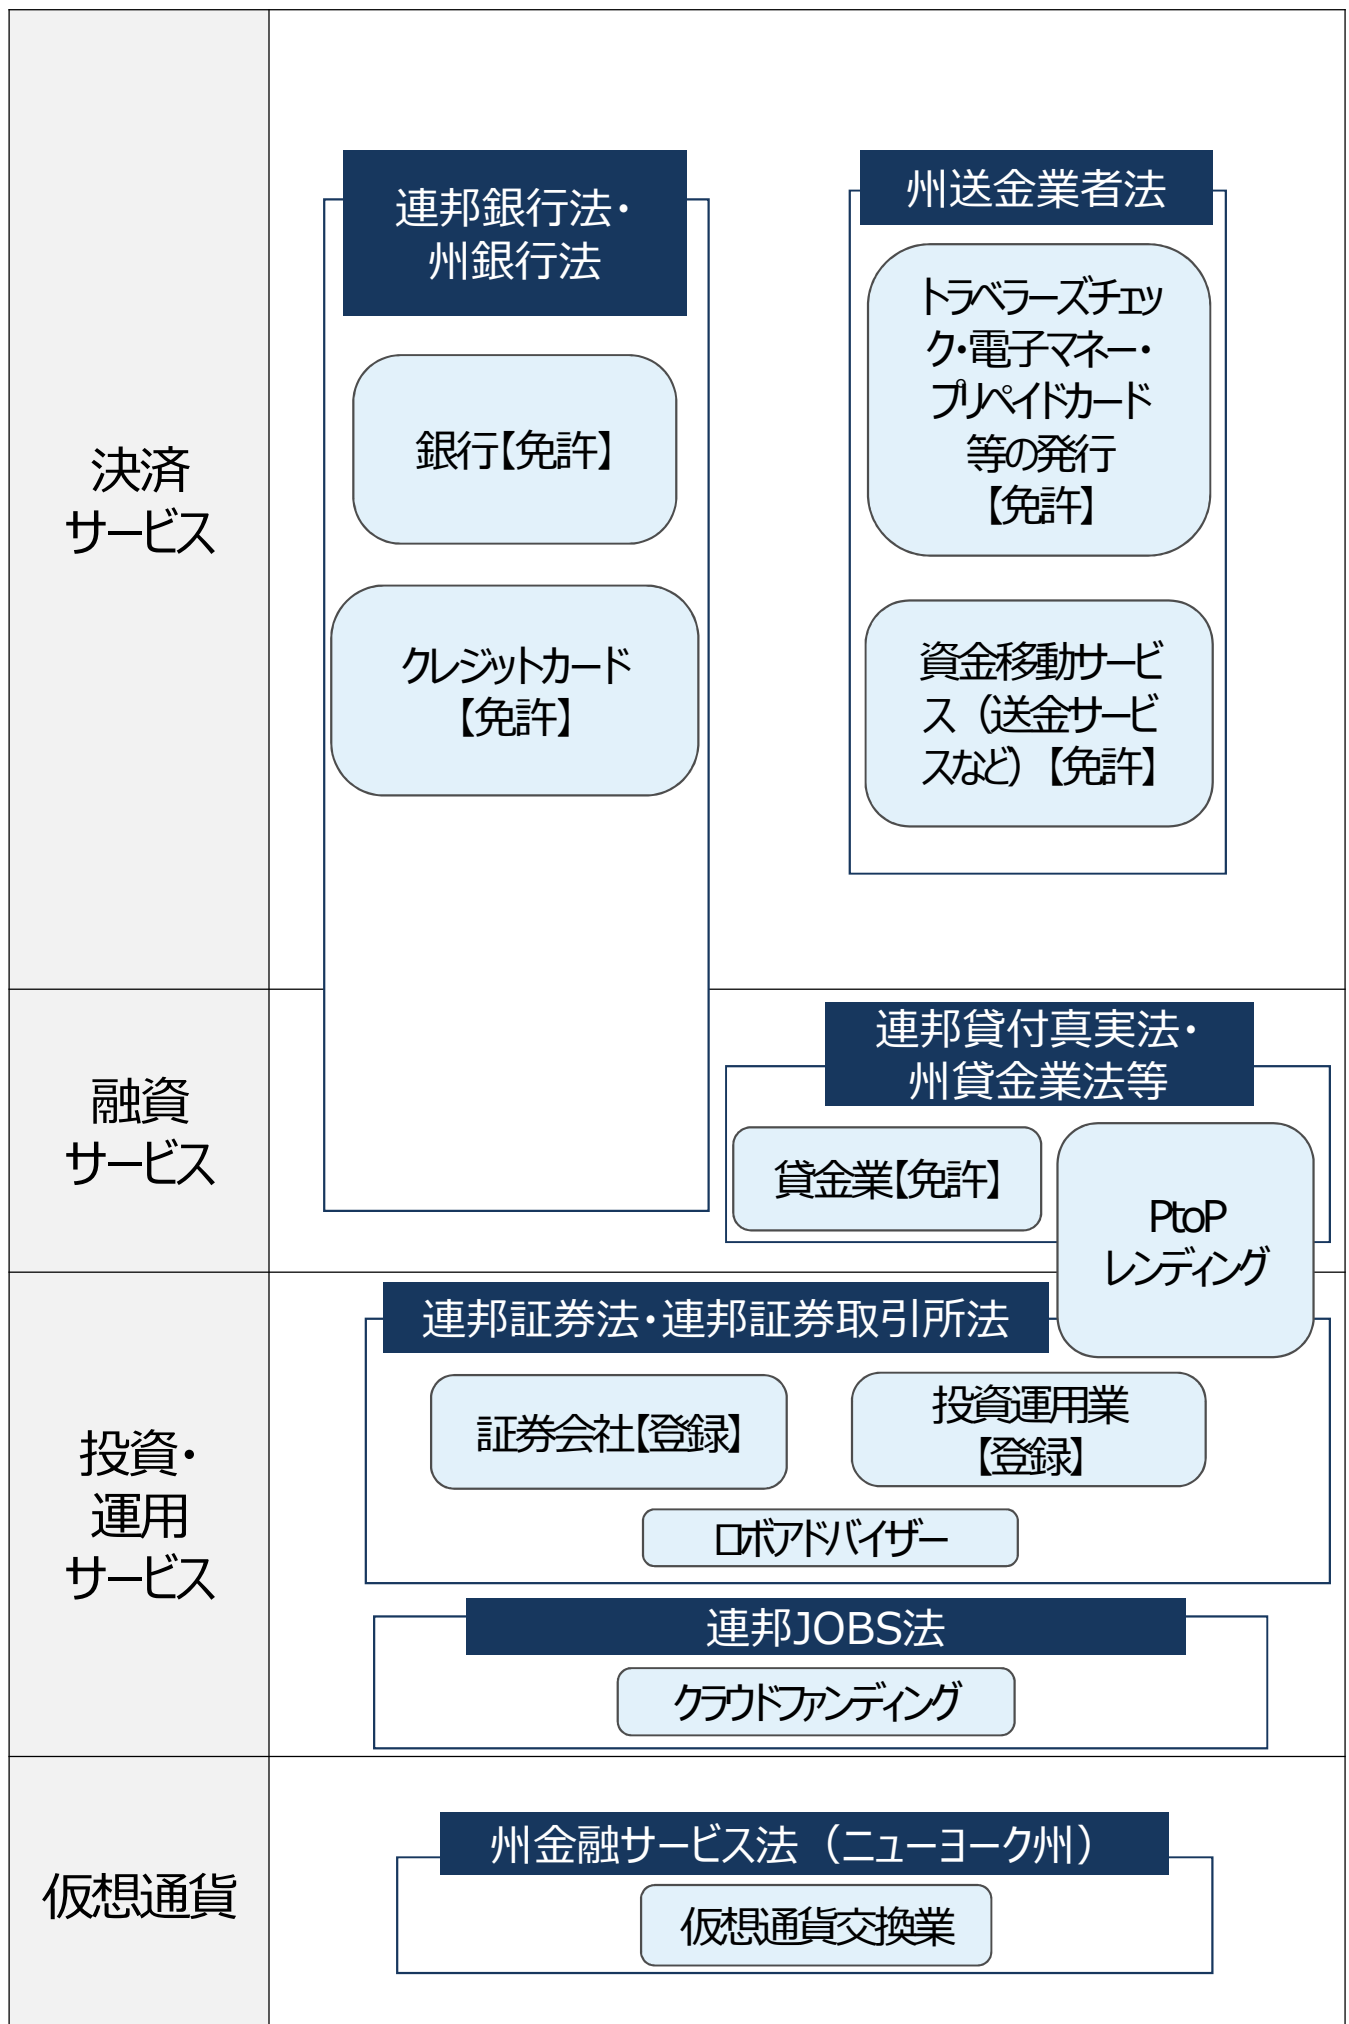 決済
サービス
連邦銀行法・
州銀行法
銀行【免許】
クレジットカード
【免許】
州送金業者法
トラベラーズチェッ
ク・電子マネー・
プリペイドカード
等の発行
【免許】
資金移動サービ
ス（送金サービ
スなど）【免許】
融資
サービス
連邦貸付真実法・
州貸金業法等
貸金業【免許】
PtoP
レンディング
投資・
運用
サービス
連邦証券法・連邦証券取引所法
証券会社【登録】
投資運用業
【登録】
ロボアドバイザー
連邦JOBS法
クラウドファンディング
仮想通貨
州金融サービス法（ニューヨーク州）
仮想通貨交換業